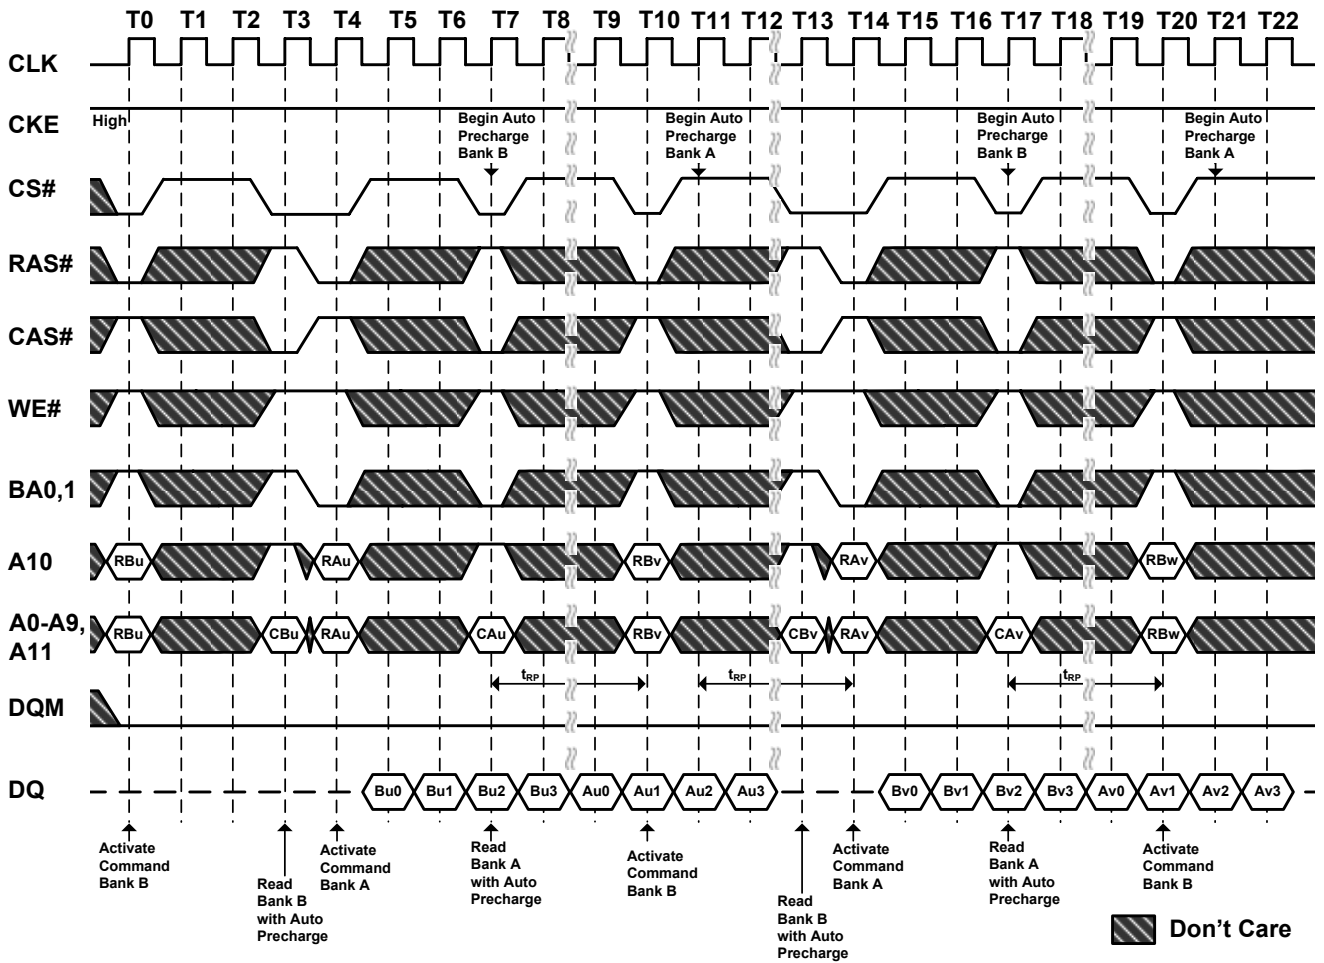 T0 T1 T2 T3 T4 T5 T6 T7 T8 T9 T10 T11 T12 T13 T14 T15 T16 T17 T18 T19 T20 T21 T22
CLK
CKE
High
Begin Auto
Precharge
Bank B
Begin Auto
Precharge
Bank A
Begin Auto
Precharge
Bank B
Begin Auto
Precharge
Bank A
CS#
RAS#
CAS#
WE#
BA0,1
A10
RBu RAu RBv RAv RBw
A0-A9,
A11
RBu CBu RAu CAu RBv CBv RAv CAv RBw
tRP tRP tRP
DQM
DQ
Bu0 Bu1 Bu2 Bu3 Au0 Au1 Au2 Au3 Bv0 Bv1 Bv2 Bv3 Av0 Av1 Av2 Av3
Activate
Command
Bank B
Read
Bank B
with Auto
Precharge
Activate
Command
Bank A
Read
Bank A
with Auto
Precharge
Activate
Command
Bank B
Read
Bank B
with Auto
Precharge
Activate
Command
Bank A
Read
Bank A
with Auto
Precharge
Activate
Command
Bank B
Don't Care